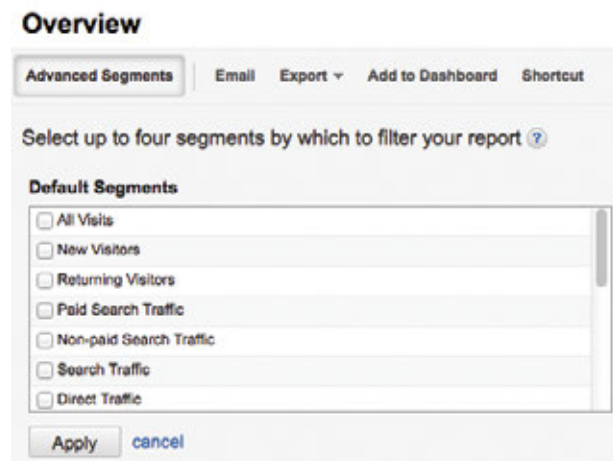 Overview
Advanced Segments Email Export Add to Dashboard Shortcut
Select up to four segments by which to filter your report ?
Default Segments
All Visits
New Visitors
Returning Visitors
Paid Search Traffic
Non-paid Search Traffic
Search Traffic
Direct Traffic
Apply cancel